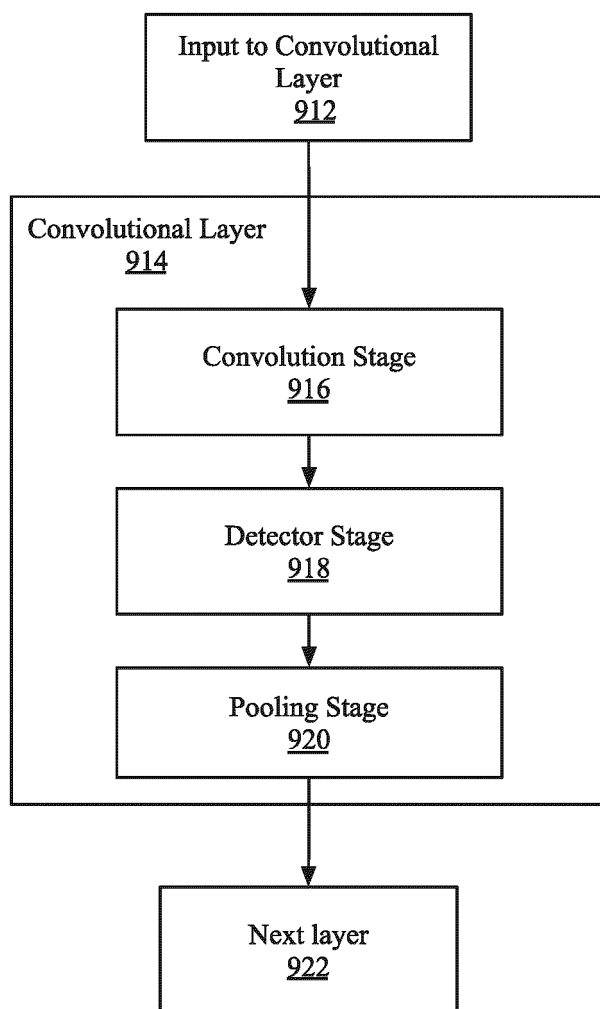 Input to Convolutional
Layer
912
Convolutional Layer
914
Convolution Stage
916
Detector Stage
918
Pooling Stage
920
Next layer
922